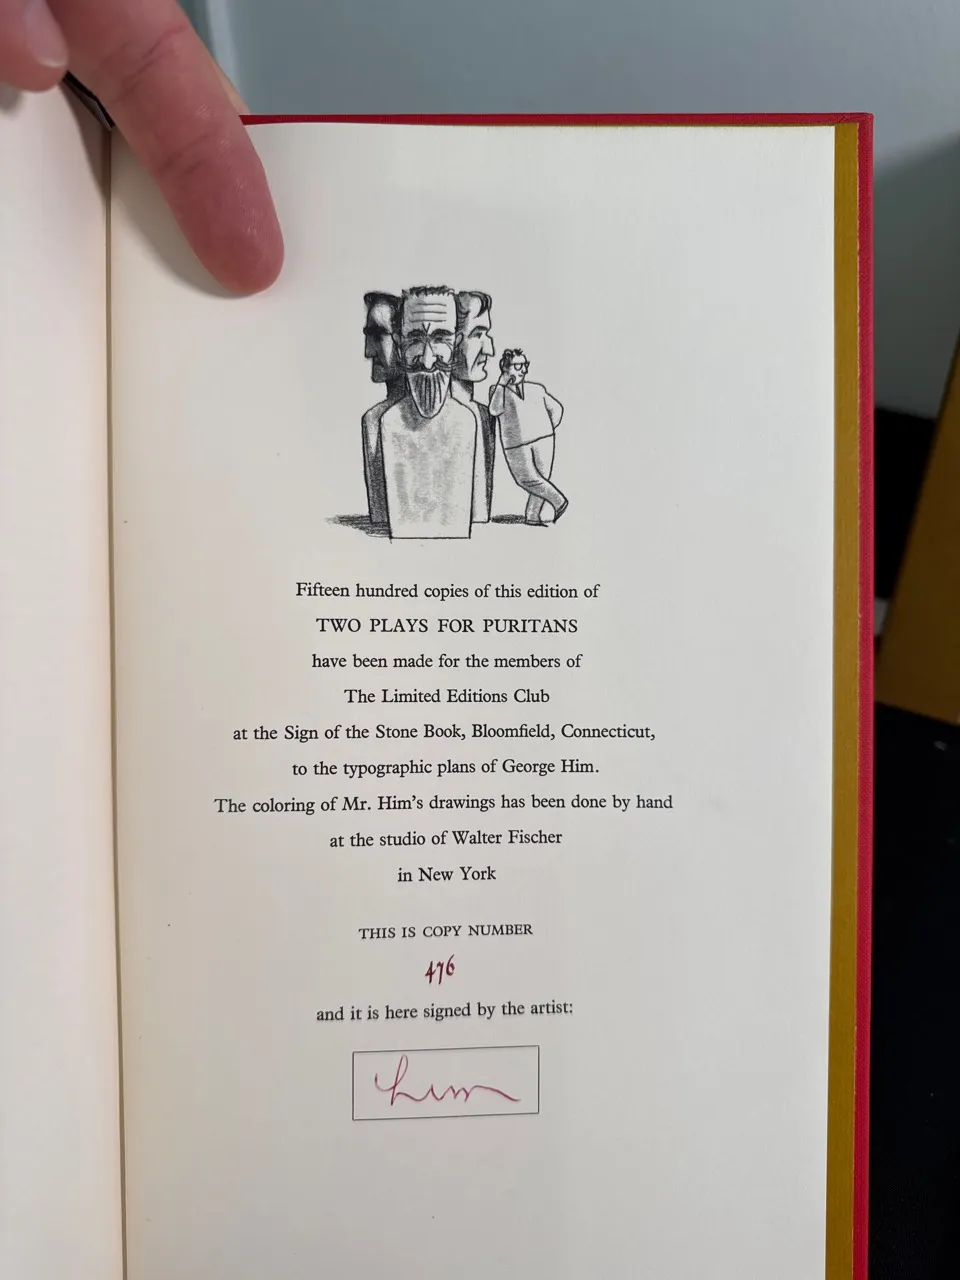 Fifteen hundred copies of this edition of
TWO PLAYS FOR PURITANS
have been made for the members of
The Limited Editions Club
at the Sign of the Stone Book, Bloomfield, Connecticut,
to the typographic plans of George Him.
The coloring of Mr. Him's drawings has been done by hand
at the studio of Walter Fischer
in New York
THIS IS COPY NUMBER
476
and it is here signed by the artist:
Him